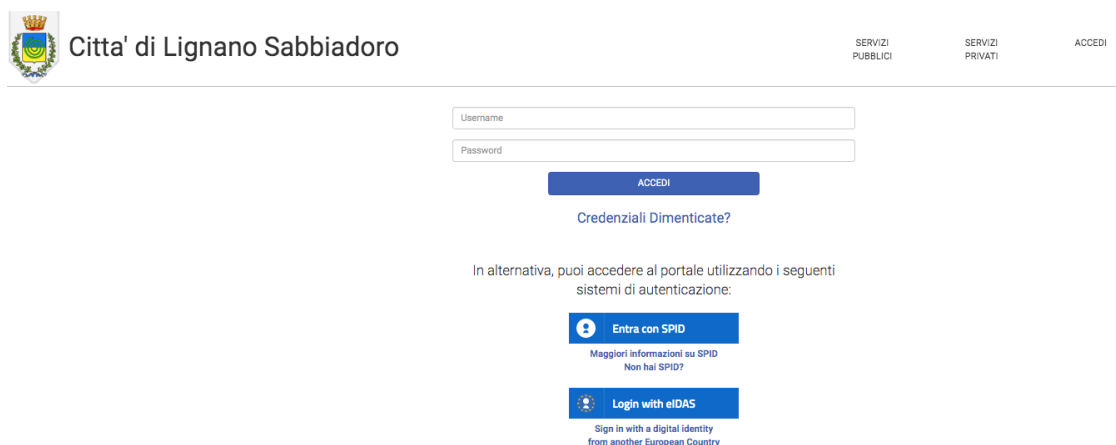 Citta' di Lignano Sabbiadoro
SERVIZI
PUBBLICI
SERVIZI
PRIVATI
ACCEDI
Username
Password
ACCEDI
Credenziali Dimenticate?
In alternativa, puoi accedere al portale utilizzando i seguenti
sistemi di autenticazione:
Entra con SPID
Maggiori informazioni su SPID
Non hai SPID?
Login with eIDAS
Sign in with a digital identity
from another European Country